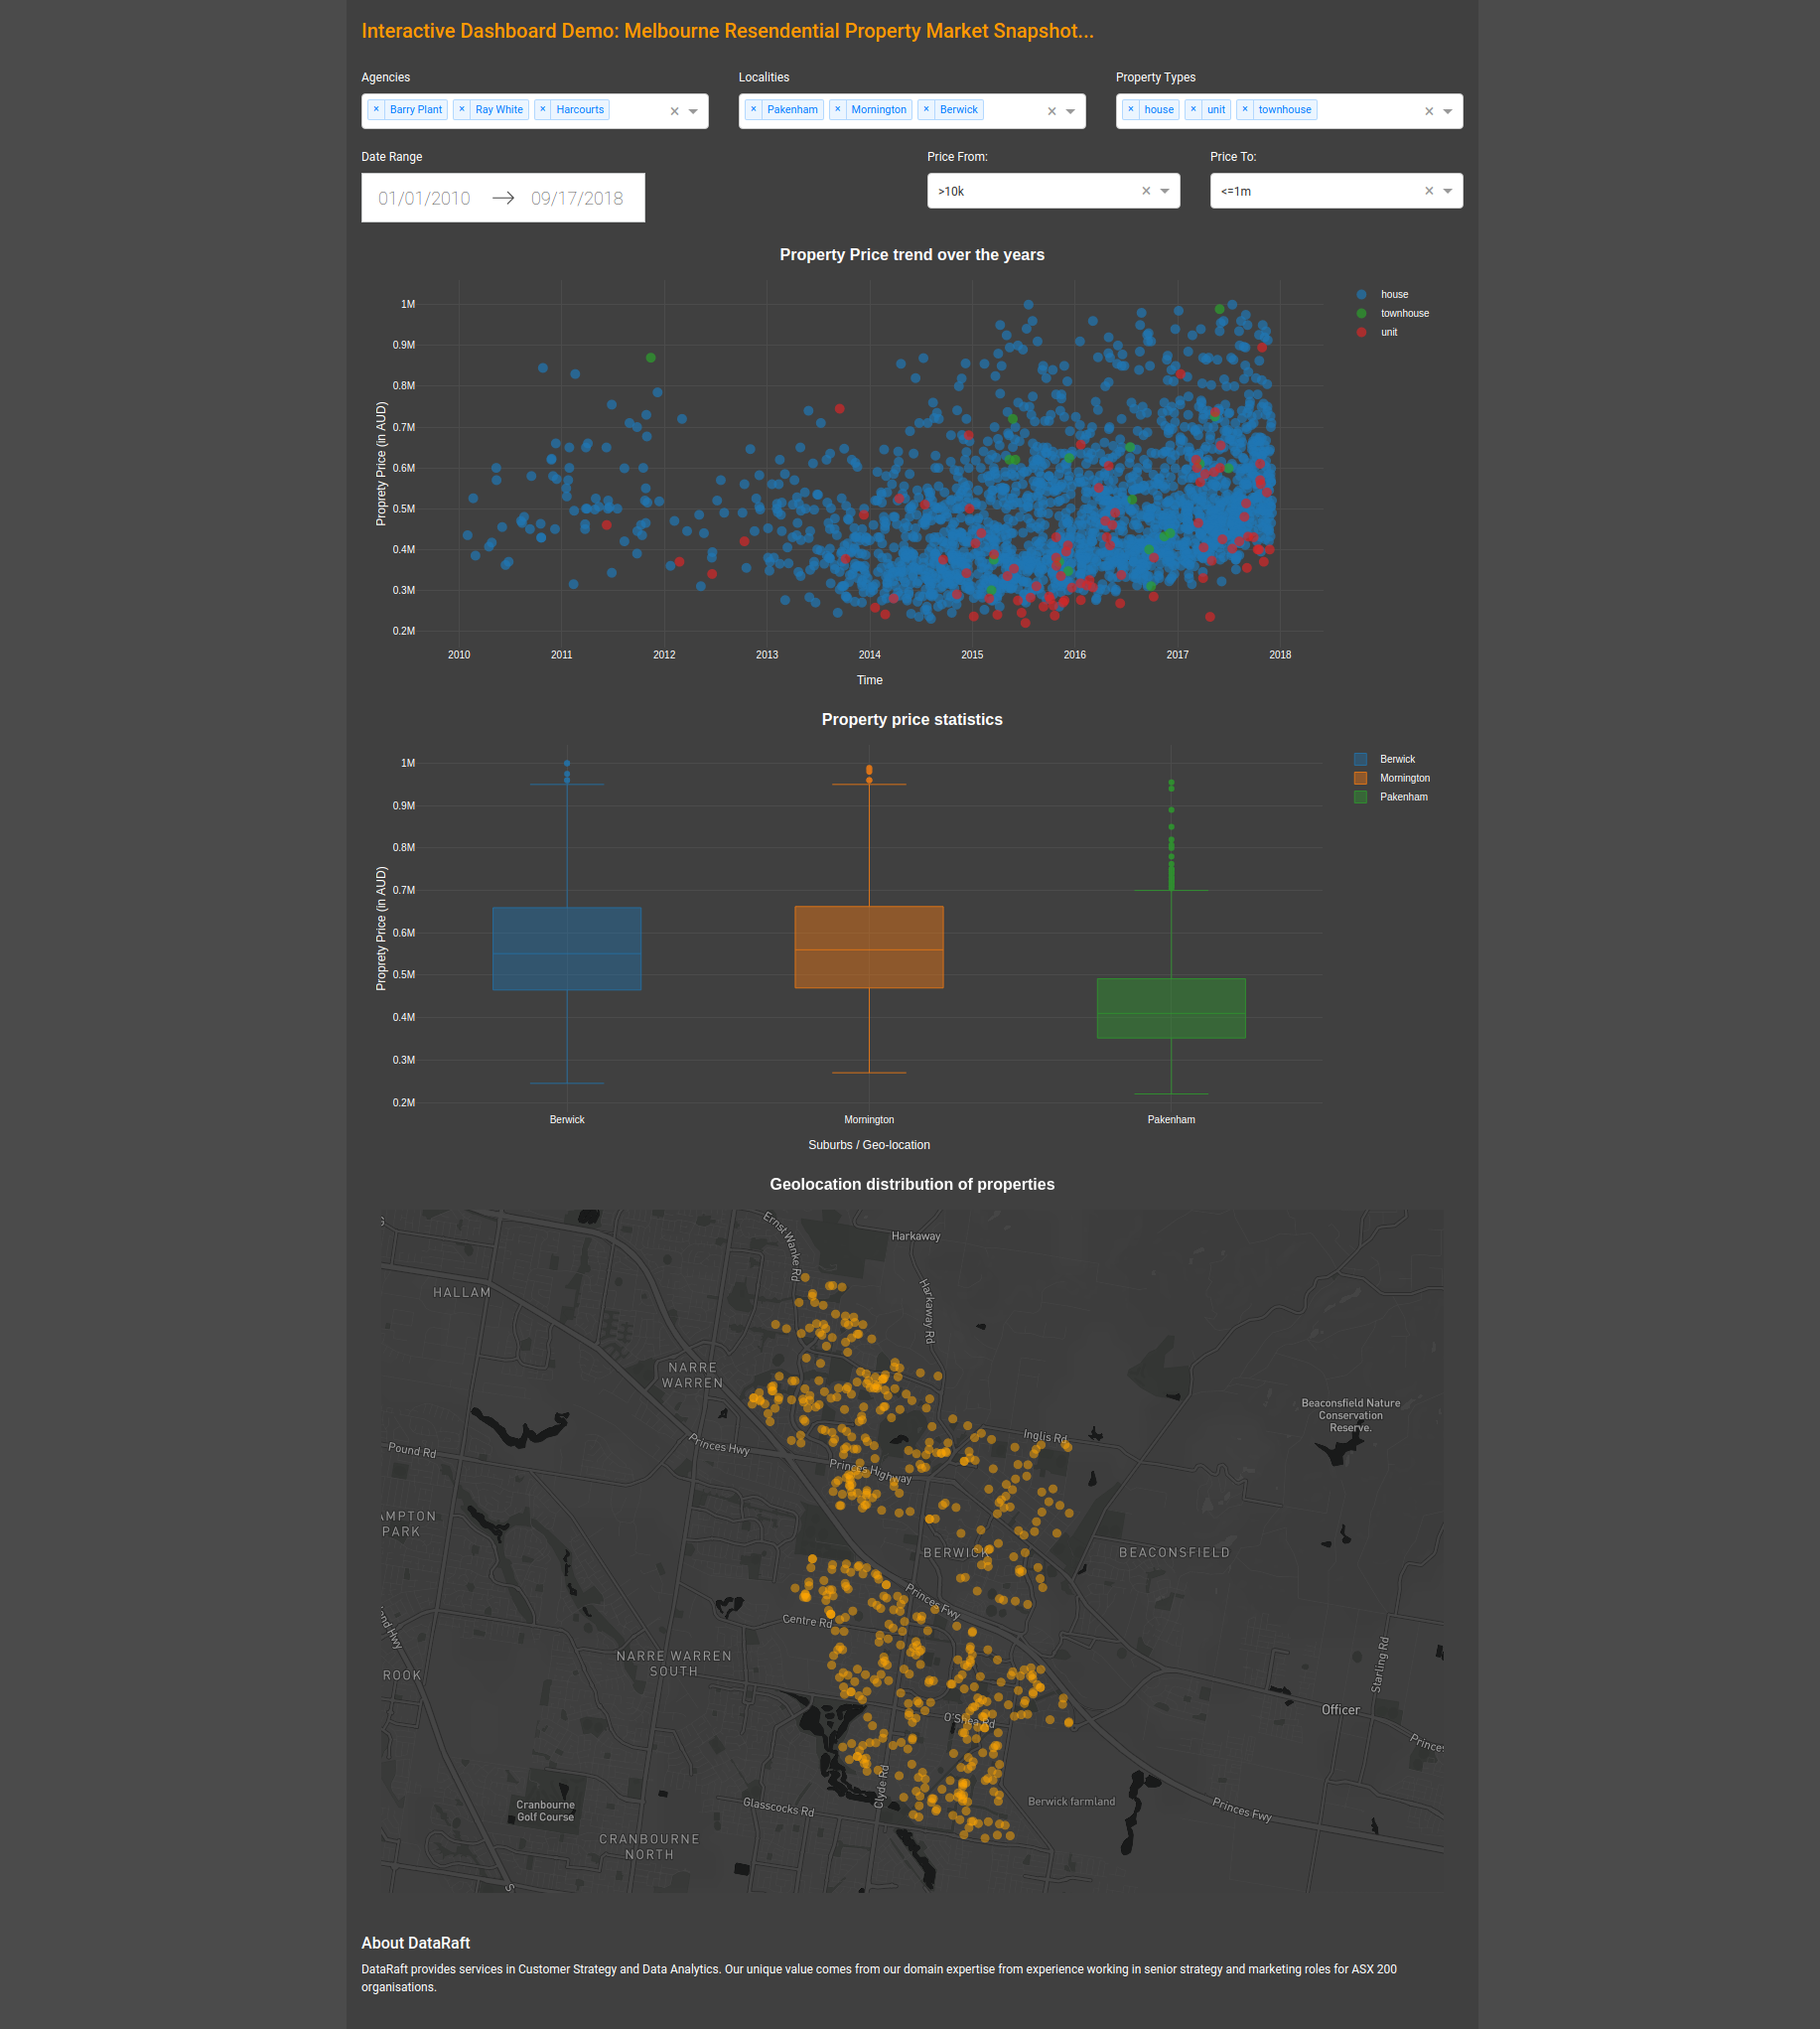 Interactive Dashboard Demo: Melbourne Resendential Property Market Snapshot...
Agencies
× Barry Plant × Ray White × Harcourts
Localities
× Pakenham × Mornington × Berwick
Property Types
× house × unit × townhouse
Date Range
01/01/2010 → 09/17/2018
Price From:
>10k
Price To:
<=1m
Property Price trend over the years
Proprety Price (in AUD)
1M
0.9M
0.8M
0.7M
0.6M
0.5M
0.4M
0.3M
0.2M
2010 2011 2012 2013 2014 2015 2016 2017 2018
Time
house
townhouse
unit
Property price statistics
Proprety Price (in AUD)
1M
0.9M
0.8M
0.7M
0.6M
0.5M
0.4M
0.3M
0.2M
Berwick Mornington Pakenham
Suburbs / Geo-location
Berwick
Mornington
Pakenham
Geolocation distribution of properties
Ernst Wanke Rd
Harkaway
HALLAM
Harkaway Rd
NARRE
WARREN
Beaconsfield Nature
Conservation
Reserve.
Pound Rd
Princes Hwy
Inglis Rd
Princes Highway
AMPTON
PARK
BERWICK
BEACONSFIELD
Princes Fwy
Centre Rd
and Hwy
NARRE WARREN
SOUTH
ROOK
Starling Rd
Officer
O'Shea Rd
Princes
Clyde Rd
Cranbourne
Golf Course
Glasscocks Rd
Berwick farmland
Princes Fwy
CRANBOURNE
NORTH
S
About DataRaft
DataRaft provides services in Customer Strategy and Data Analytics. Our unique value comes from our domain expertise from experience working in senior strategy and marketing roles for ASX 200
organisations.